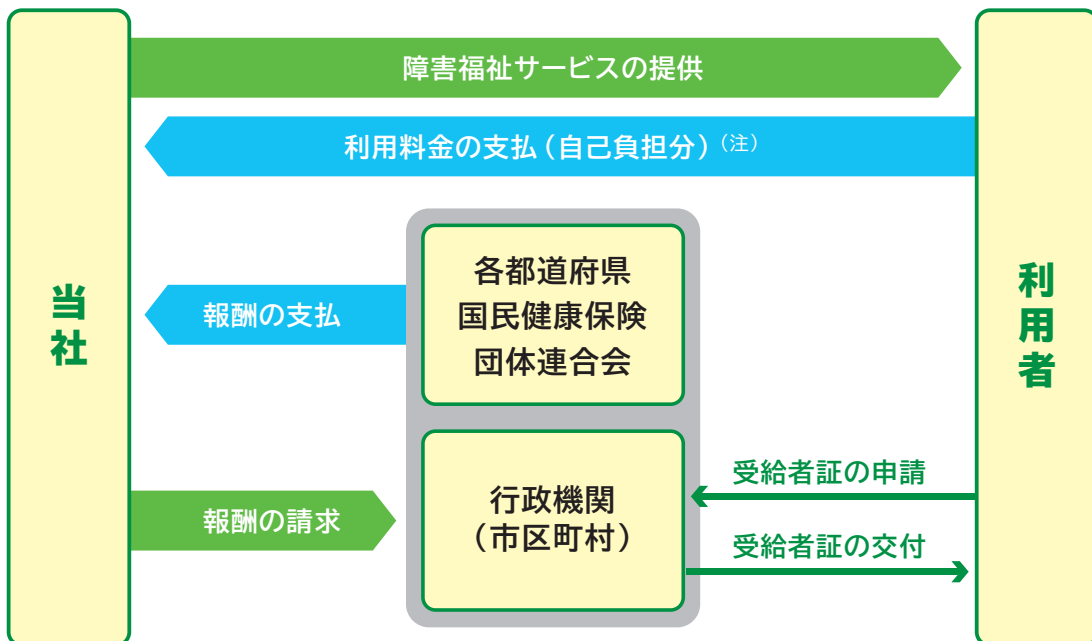 障害福祉サービスの提供
利用料金の支払（自己負担分）（注）
当社
利用者
各都道府県
国民健康保険
団体連合会
報酬の支払
行政機関
（市区町村）
報酬の請求
受給者証の申請
受給者証の交付